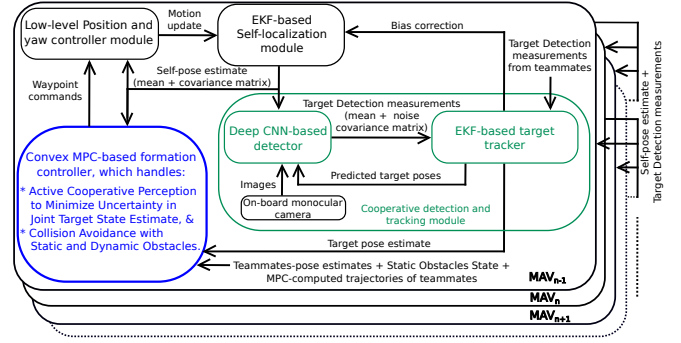 Low-level Position and
yaw controller module
Motion
update
EKF-based
Self-localization
module
Bias correction
Target Detection
measurements
from teammates
Waypoint
commands
Self-pose estimate
(mean + covariance matrix)
Target Detection measurements
(mean + noise
covariance matrix)
Deep CNN-based
detector
EKF-based target
tracker
Predicted target poses
Images
On-board monocular
camera
Cooperative detection and
tracking module
Convex MPC-based formation
controller, which handles:
* Active Cooperative Perception
to Minimize Uncertainty in
Joint Target State Estimate, &
* Collision Avoidance with
Static and Dynamic Obstacles.
Target pose estimate
Teammates-pose estimates + Static Obstacles State +
MPC-computed trajectories of teammates
MAVn-1
MAVn
MAVn+1
Self-pose estimate +
Target Detection measurements